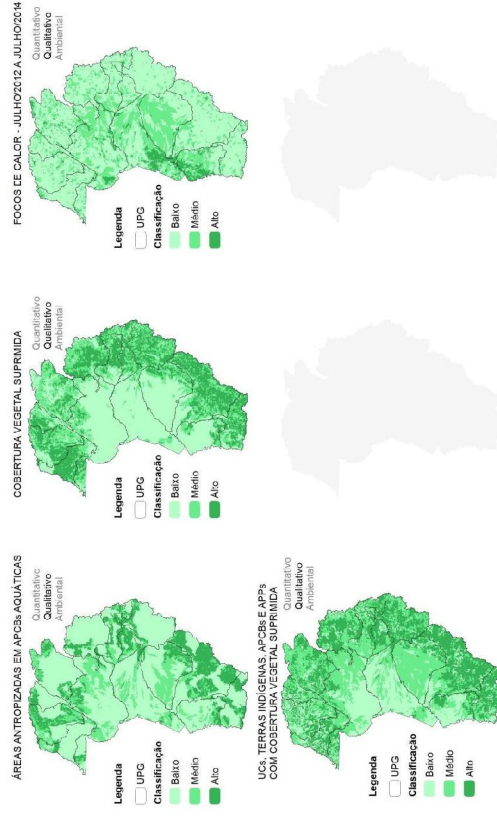 ÁREAS ANTROPIZADAS EM APCBs AQUÁTICAS
Quantitativo
Qualitativo
Ambiental
Legenda
UPG
Classificação
Baixo
Médio
Alto
COBERTURA VEGETAL SUPRMIDA
Quantitativo
Qualitativo
Ambiental
Legenda
UPG
Classificação
Baixo
Médio
Alto
FOCOS DE CALOR - JULHO/2012 A JULHO/2014
Quantitativo
Qualitativo
Ambiental
Legenda
UPG
Classificação
Baixo
Médio
Alto
UCs, TERRAS INDÍGENAS, APCBs E APPs
COM COBERTURA VEGETAL SUPRIMIDA
Quantitativo
Qualitativo
Ambiental
Legenda
UPG
Classificação
Baixo
Médio
Alto